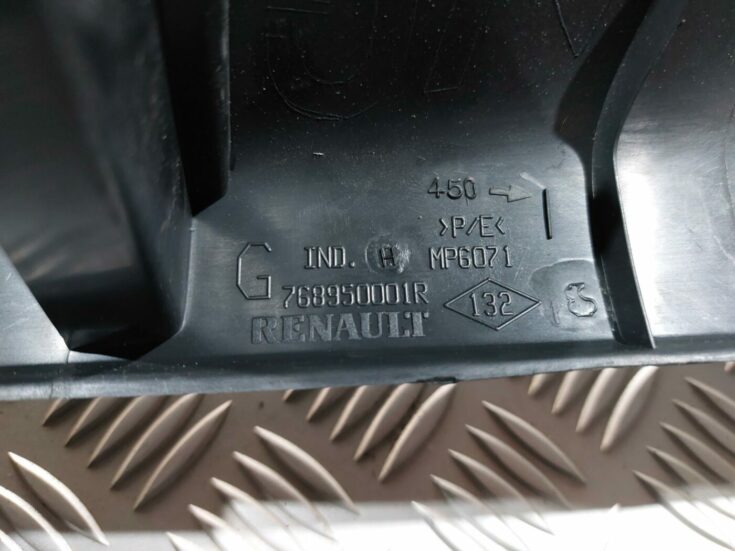 450
>P/E<
IND. A MP6071
G
768950001R 132
RENAULT